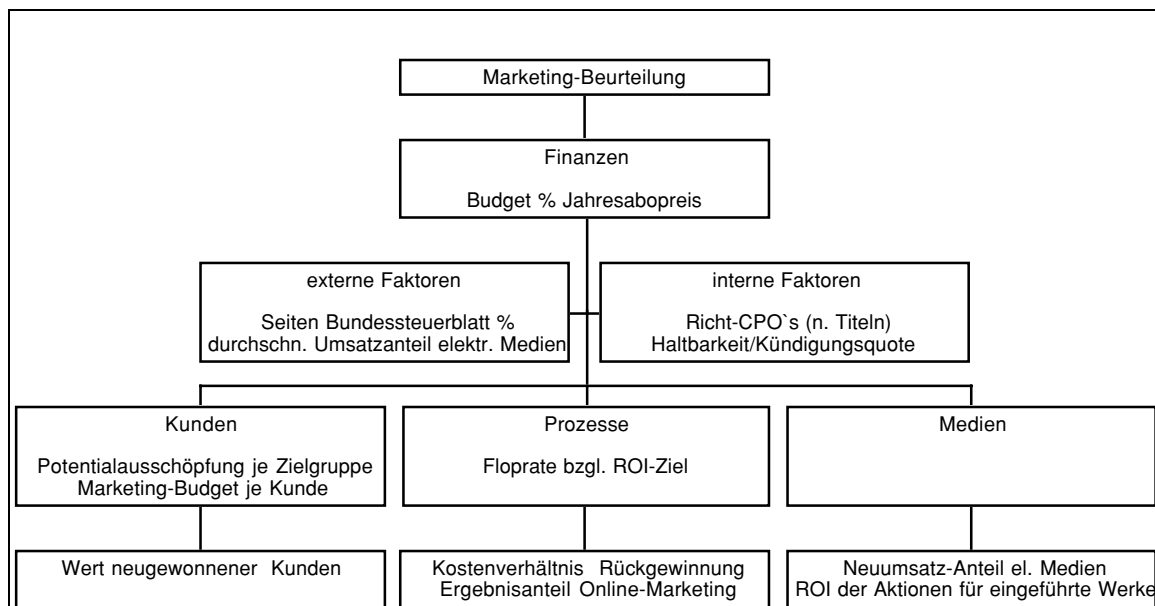 Marketing-Beurteilung
Finanzen
Budget % Jahresabopreis
externe Faktoren
Seiten Bundessteuerblatt %
durchschn. Umsatzanteil elektr. Medien
interne Faktoren
Richt-CPO`s (n. Titeln)
Haltbarkeit/Kündigungsquote
Kunden
Potentialausschöpfung je Zielgruppe
Marketing-Budget je Kunde
Prozesse
Floprate bzgl. ROI-Ziel
Medien
Wert neugewonnener Kunden
Kostenverhältnis Rückgewinnung
Ergebnisanteil Online-Marketing
Neuumsatz-Anteil el. Medien
ROI der Aktionen für eingeführte Werke